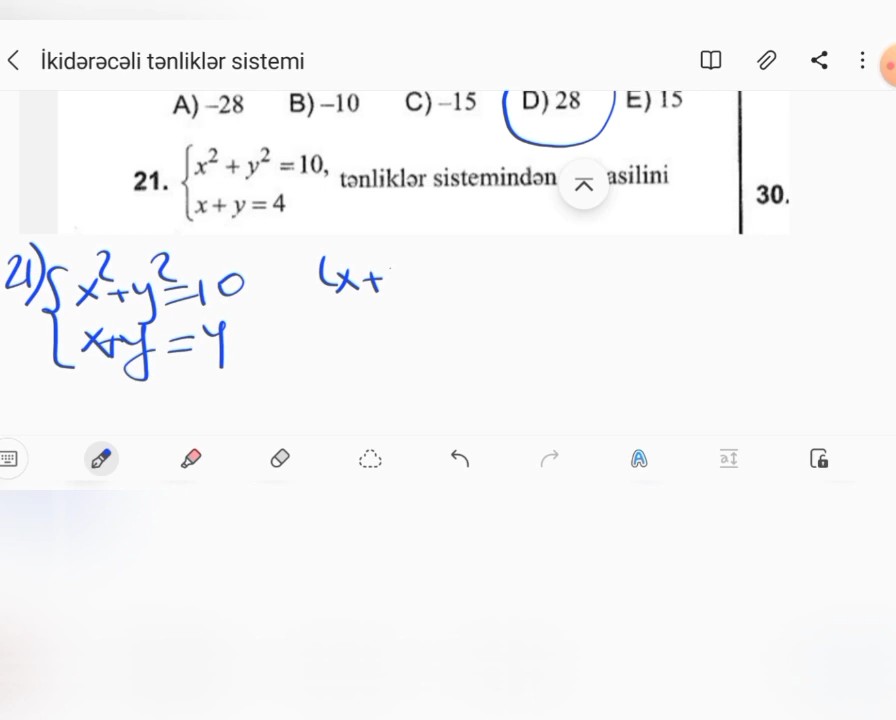 İkidərəcəli tənliklər sistemi
A) –28 B) –10 C) –15 D) 28 E) 15
21. { x² + y² = 10, tənliklər sistemindən
x + y = 4
30.
21) { x² + y² = 10 (x+
x+y = 4